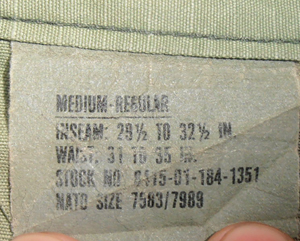 MEDIUM-REGULAR
INSEAM: 29½ TO 32½ IN.
WAIST: 31 TO 35 IN.
STOCK NO. 8415-01-184-1351
NATO SIZE 7583/7989